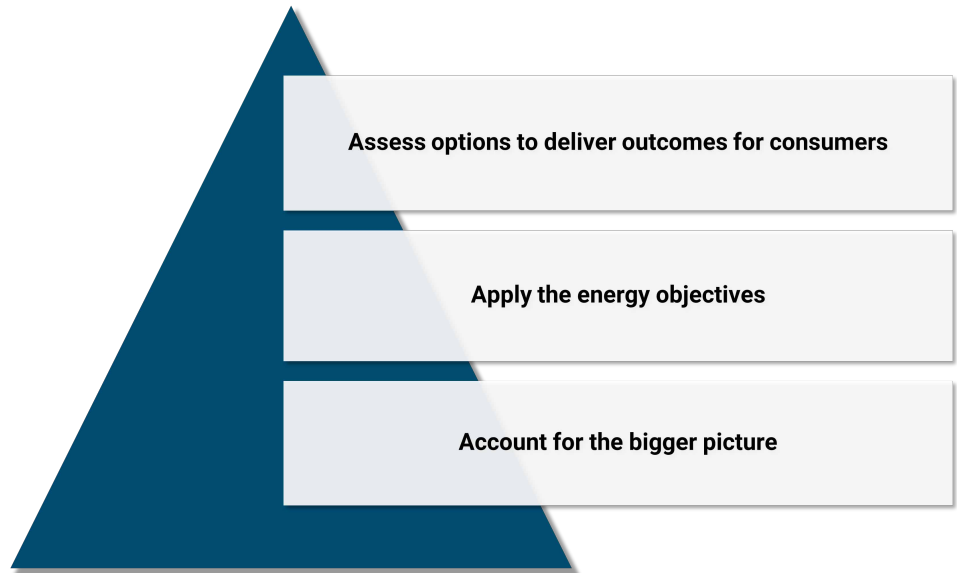 Assess options to deliver outcomes for consumers
Apply the energy objectives
Account for the bigger picture